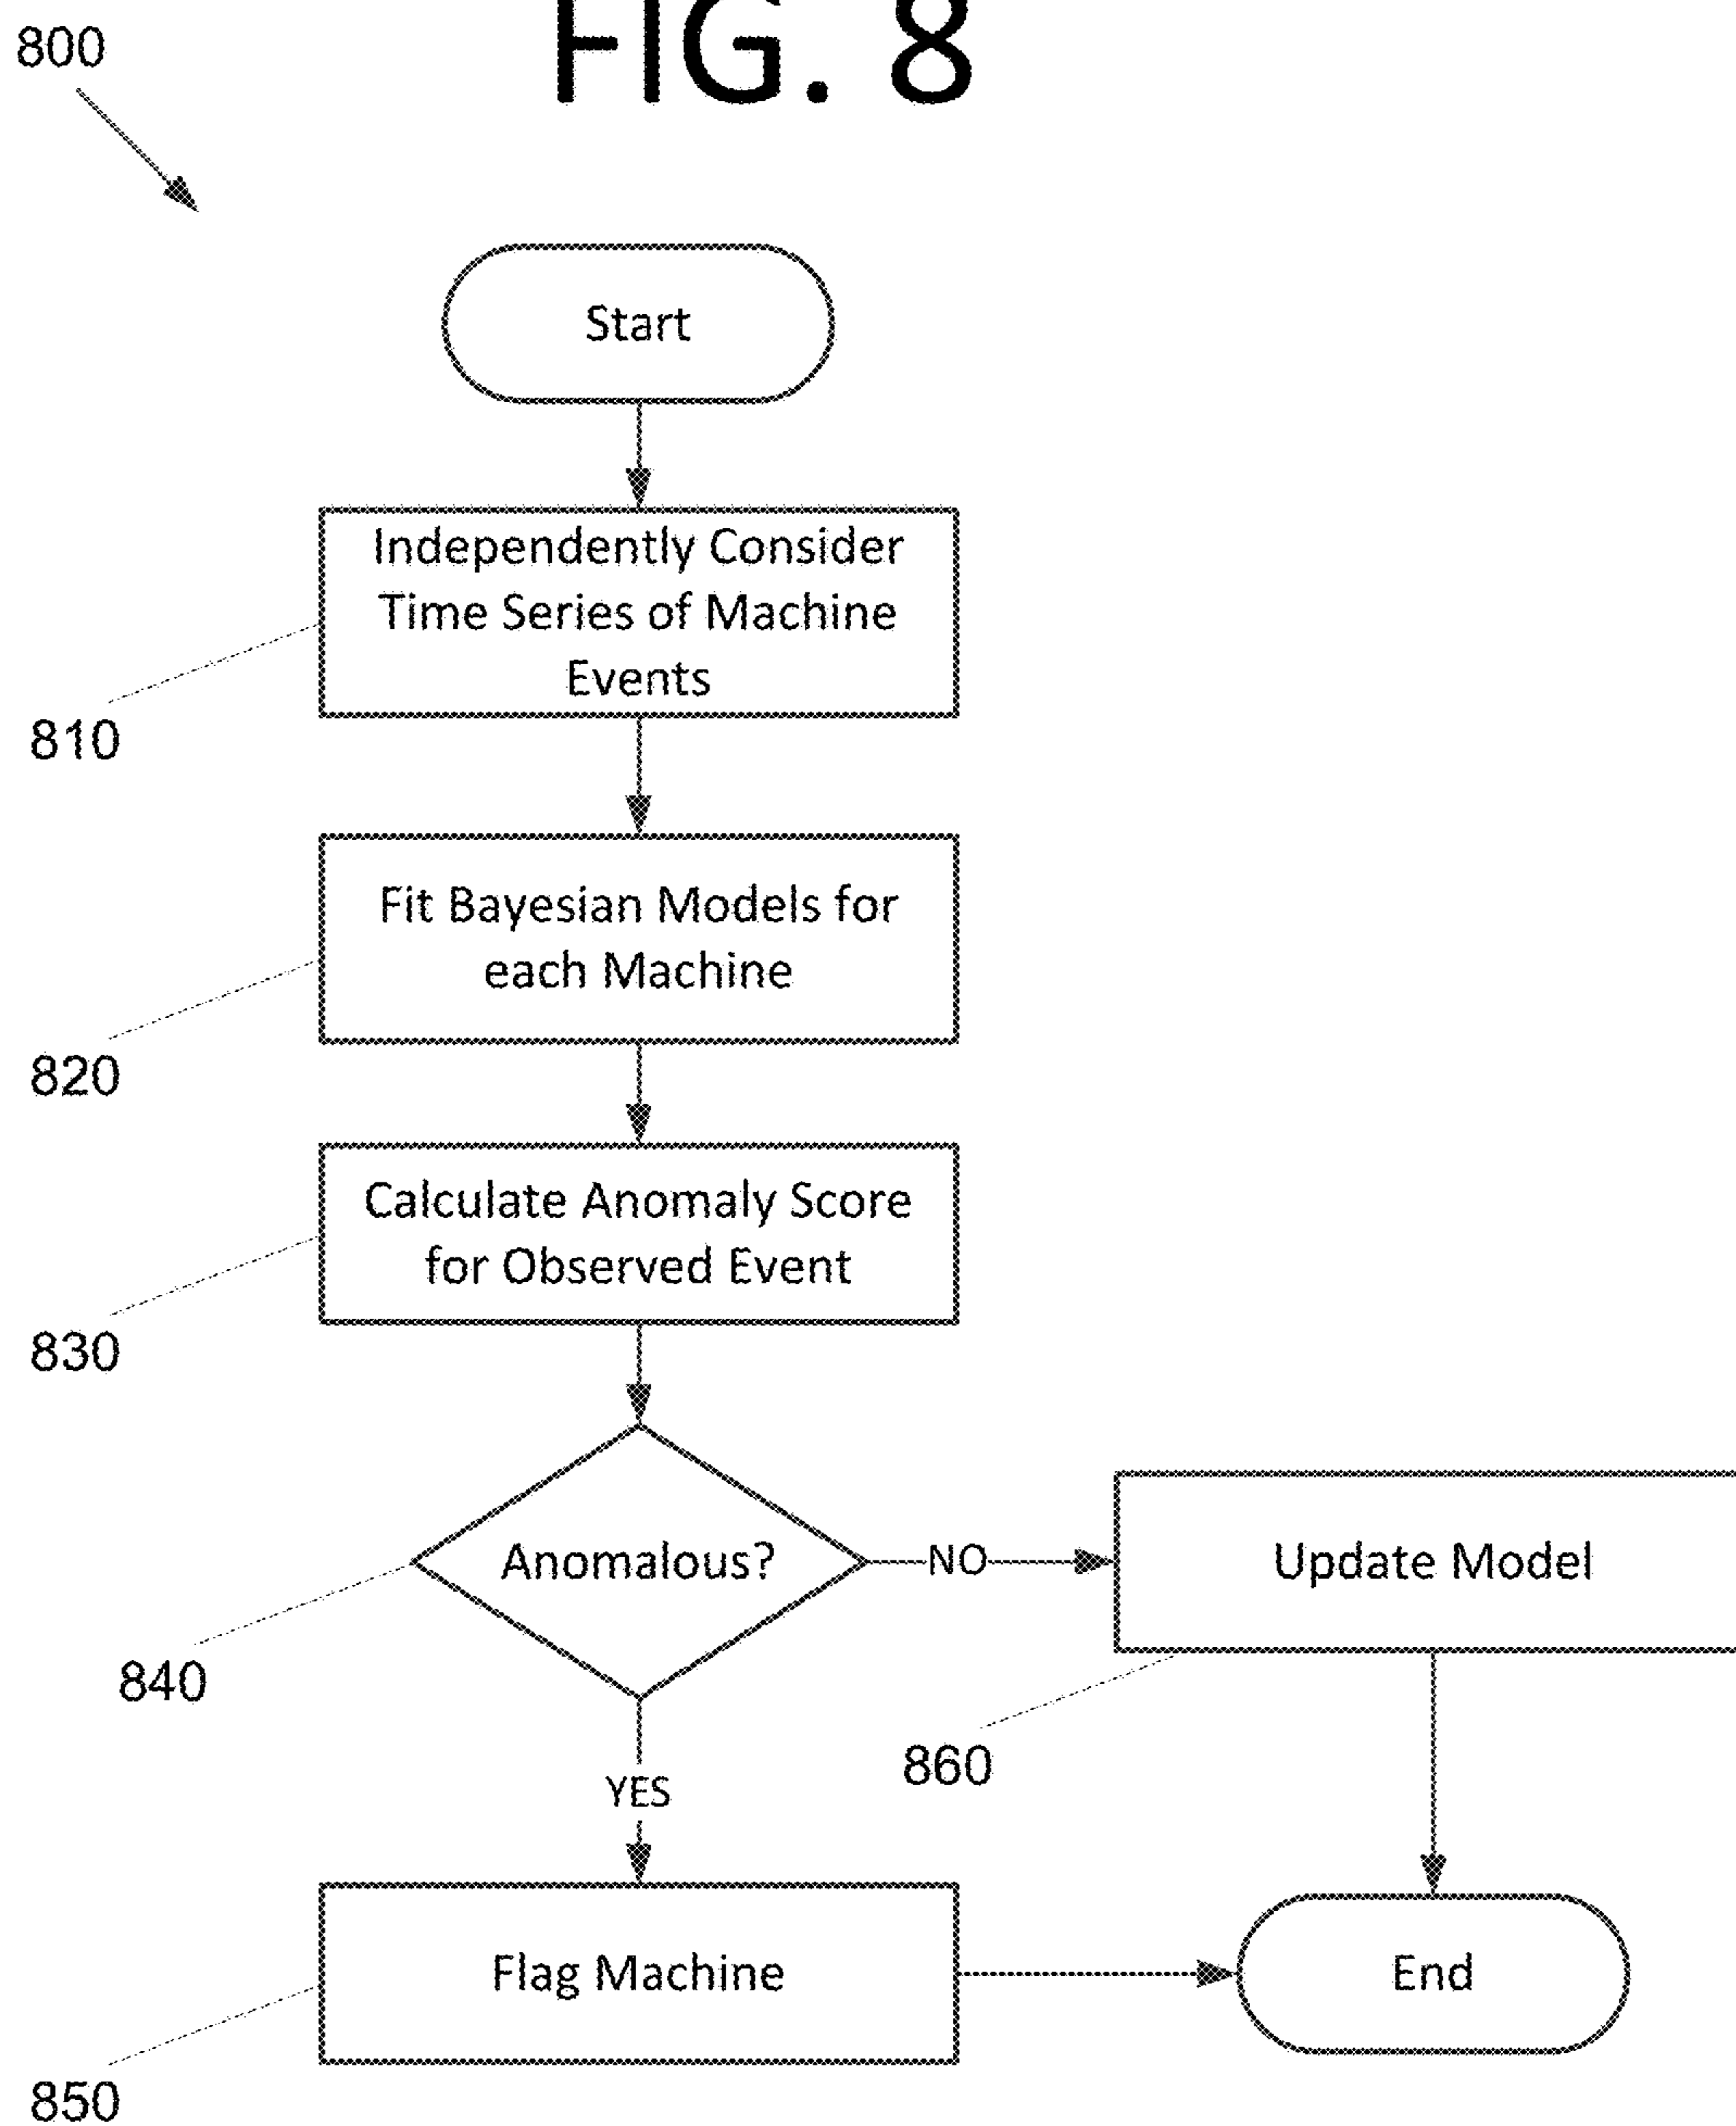 FIG. 8
800
Start
Independently Consider
Time Series of Machine
Events
810
Fit Bayesian Models for
each Machine
820
Calculate Anomaly Score
for Observed Event
830
Anomalous?
NO
Update Model
840
860
YES
Flag Machine
End
850